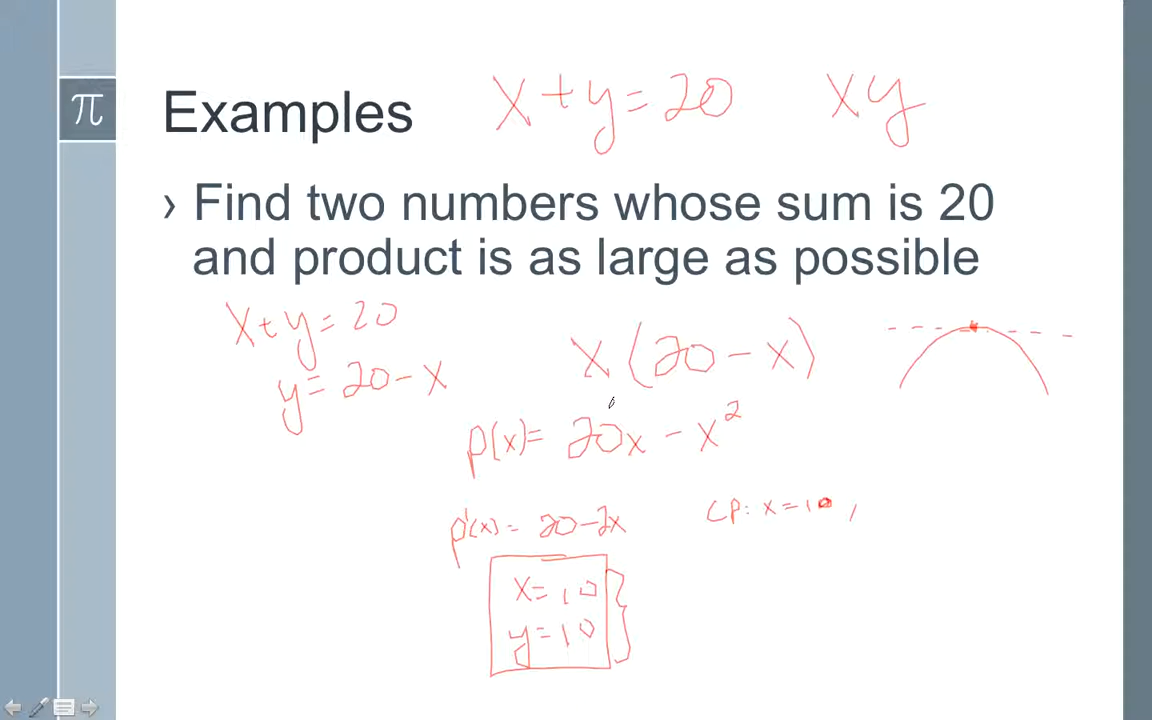 π
Examples x+y=20 xy
› Find two numbers whose sum is 20
and product is as large as possible
x+y=20
y=20-x
x(20-x)
p(x)= 20x - x²
p'(x)= 20-2x
CP: x=10,
x=10
y=10